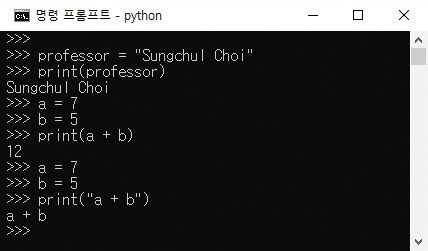 명령 프롬프트 - python
>>>
>>> professor = "Sungchul Choi"
>>> print(professor)
Sungchul Choi
>>> a = 7
>>> b = 5
>>> print(a + b)
12
>>> a = 7
>>> b = 5
>>> print("a + b")
a + b
>>>